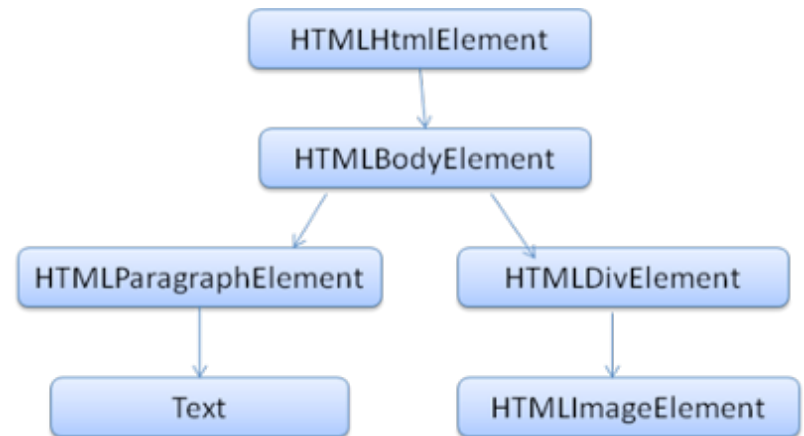 HTMLHtmlElement
HTMLBodyElement
HTMLParagraphElement
HTMLDivElement
Text
HTMLImageElement